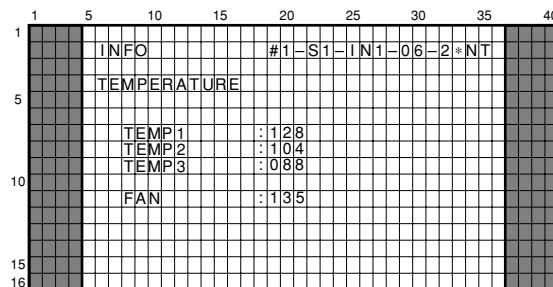 1 5 10 15 20 25 30 35 40
1
INFO #1-S1-IN1-06-2*NT
TEMPERATURE
5
TEMP1 :128
TEMP2 :104
TEMP3 :088
10
FAN :135
15
16